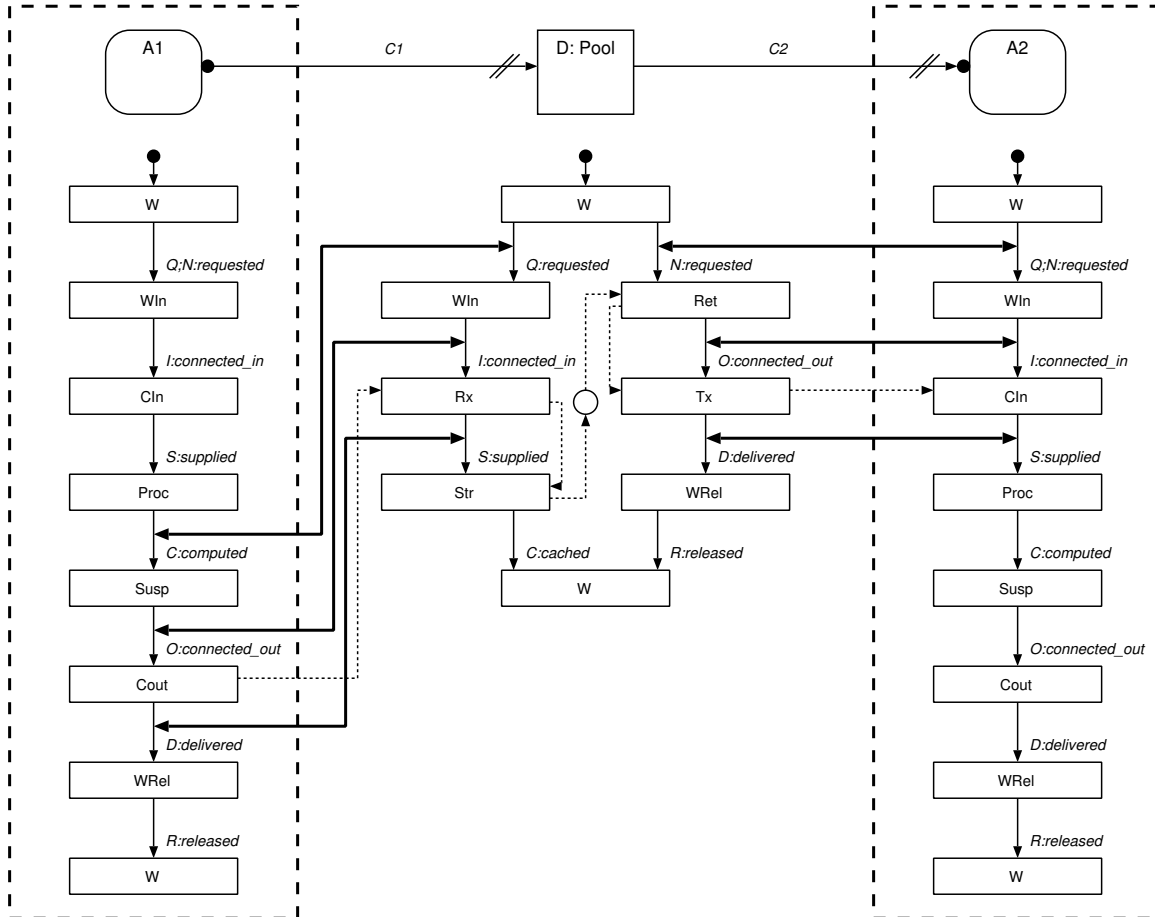 A1
C1
D: Pool
C2
A2
W
W
W
Q;N:requested
Q:requested
N:requested
Q;N:requested
WIn
WIn
Ret
WIn
I:connected_in
I:connected_in
O:connected_out
I:connected_in
CIn
Rx
Tx
CIn
S:supplied
S:supplied
D:delivered
S:supplied
Proc
Str
WRel
Proc
C:computed
C:cached
R:released
C:computed
Susp
W
Susp
O:connected_out
O:connected_out
Cout
Cout
D:delivered
D:delivered
WRel
WRel
R:released
R:released
W
W